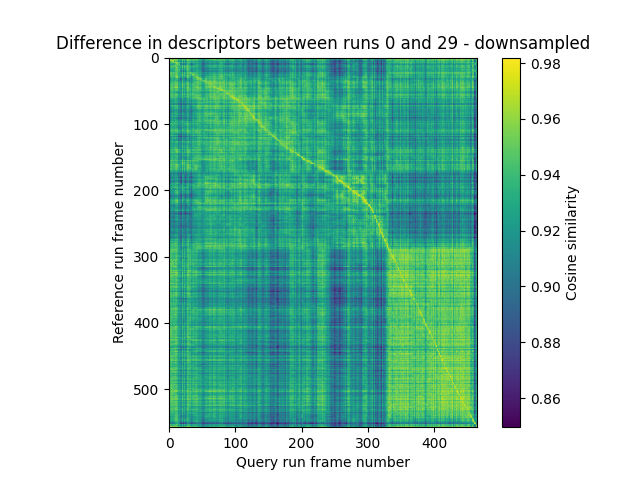 Difference in descriptors between runs 0 and 29 - downsampled
0
100
200
300
400
500
Reference run frame number
0 100 200 300 400
Query run frame number
0.98
0.96
0.94
0.92
0.90
0.88
0.86
Cosine similarity